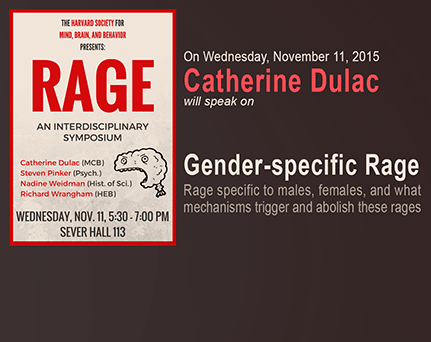 THE HARVARD SOCIETY FOR
MIND, BRAIN, AND BEHAVIOR
PRESENTS:
RAGE
AN INTERDISCIPLINARY
SYMPOSIUM
Catherine Dulac (MCB)
Steven Pinker (Psych.)
Nadine Weidman (Hist. of Sci.)
Richard Wrangham (HEB)
WEDNESDAY, NOV. 11, 5:30 - 7:00 PM
SEVER HALL 113
On Wednesday, November 11, 2015
Catherine Dulac
will speak on
Gender-specific Rage
Rage specific to males, females, and what
mechanisms trigger and abolish these rages